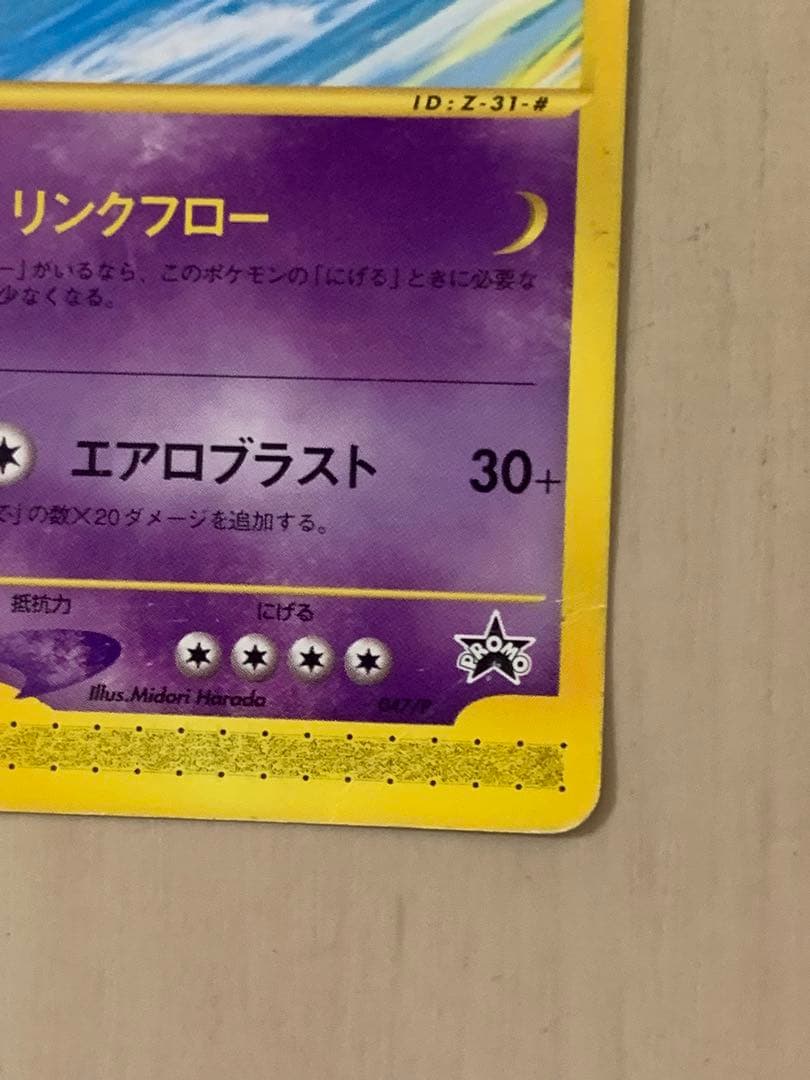 ID : Z-31-#
リンクフロー
ー」がいるなら、このポケモンの「にげる」ときに必要な
少なくなる。
エアロブラスト 30+
で」の数×20ダメージを追加する。
抵抗力 にげる
PROMO
Illus.Midori Harada 047/P